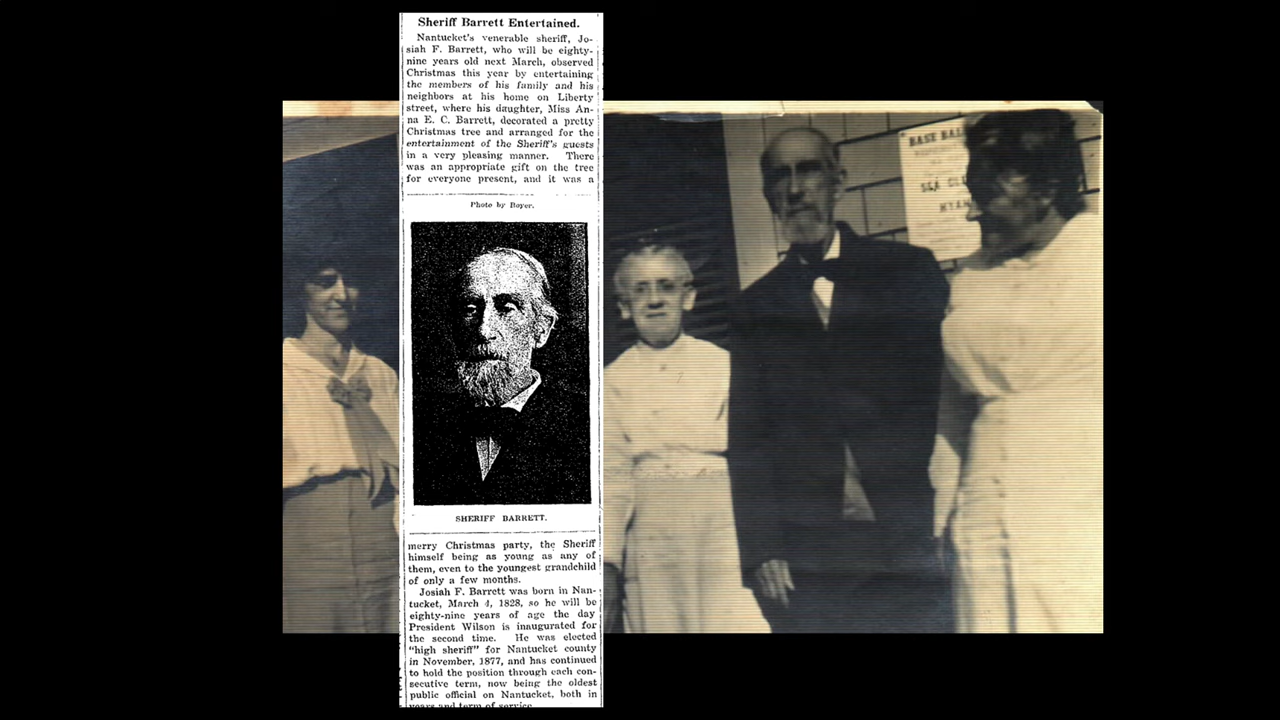 Sheriff Barrett Entertained.
Nantucket's venerable sheriff, Jo-
siah F. Barrett, who will be eighty-
nine years old next March, observed
Christmas this year by entertaining
the members of his family and his
neighbors at his home on Liberty
street, where his daughter, Miss An-
na E. C. Barrett, decorated a pretty
Christmas tree and arranged for the
entertainment of the Sheriff's guests
in a very pleasing manner. There
was an appropriate gift on the tree
for everyone present, and it was a
Photo by Boyer.
SHERIFF BARRETT.
merry Christmas party, the Sheriff
himself being as young as any of
them, even to the youngest grandchild
of only a few months.
Josiah F. Barrett was born in Nan-
tucket, March 4, 1828, so he will be
eighty-nine years of age the day
President Wilson is inaugurated for
the second time. He was elected
"high sheriff" for Nantucket county
in November, 1877, and has continued
to hold the position through each con-
secutive term, now being the oldest
public official on Nantucket, both in
years and term of service
BASE BAL
SEA